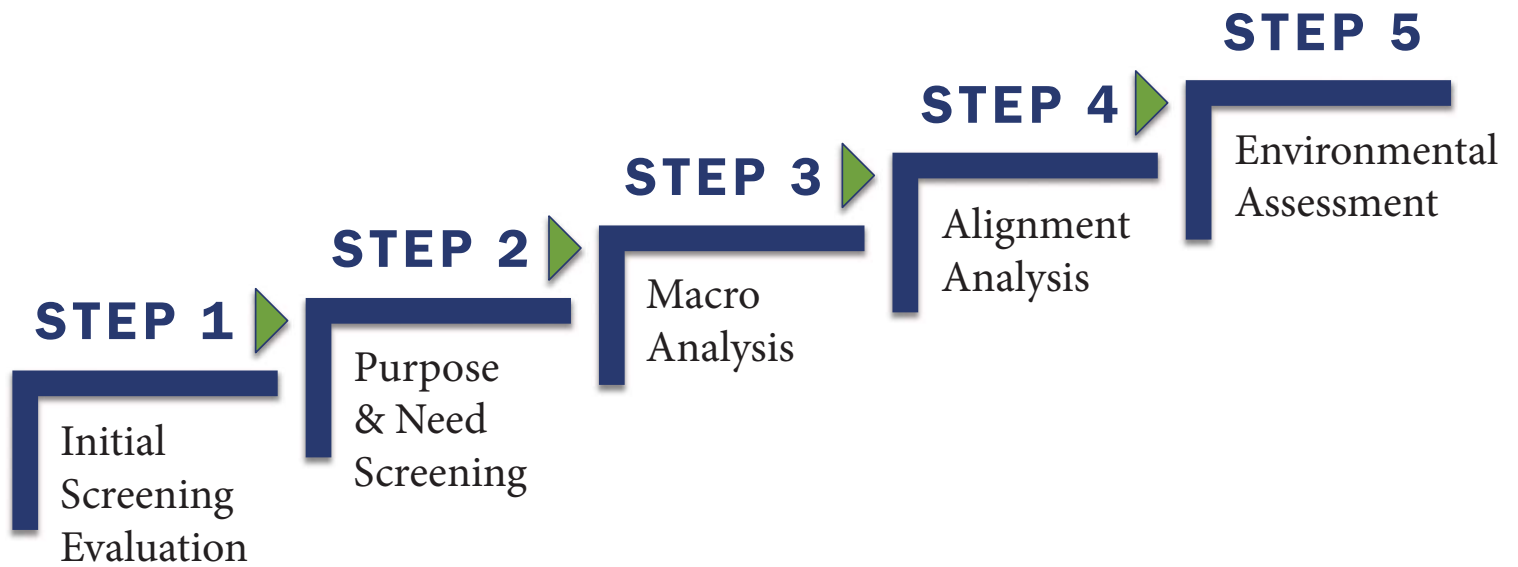 STEP 1
Initial
Screening
Evaluation
STEP 2
Purpose
& Need
Screening
STEP 3
Macro
Analysis
STEP 4
Alignment
Analysis
STEP 5
Environmental
Assessment